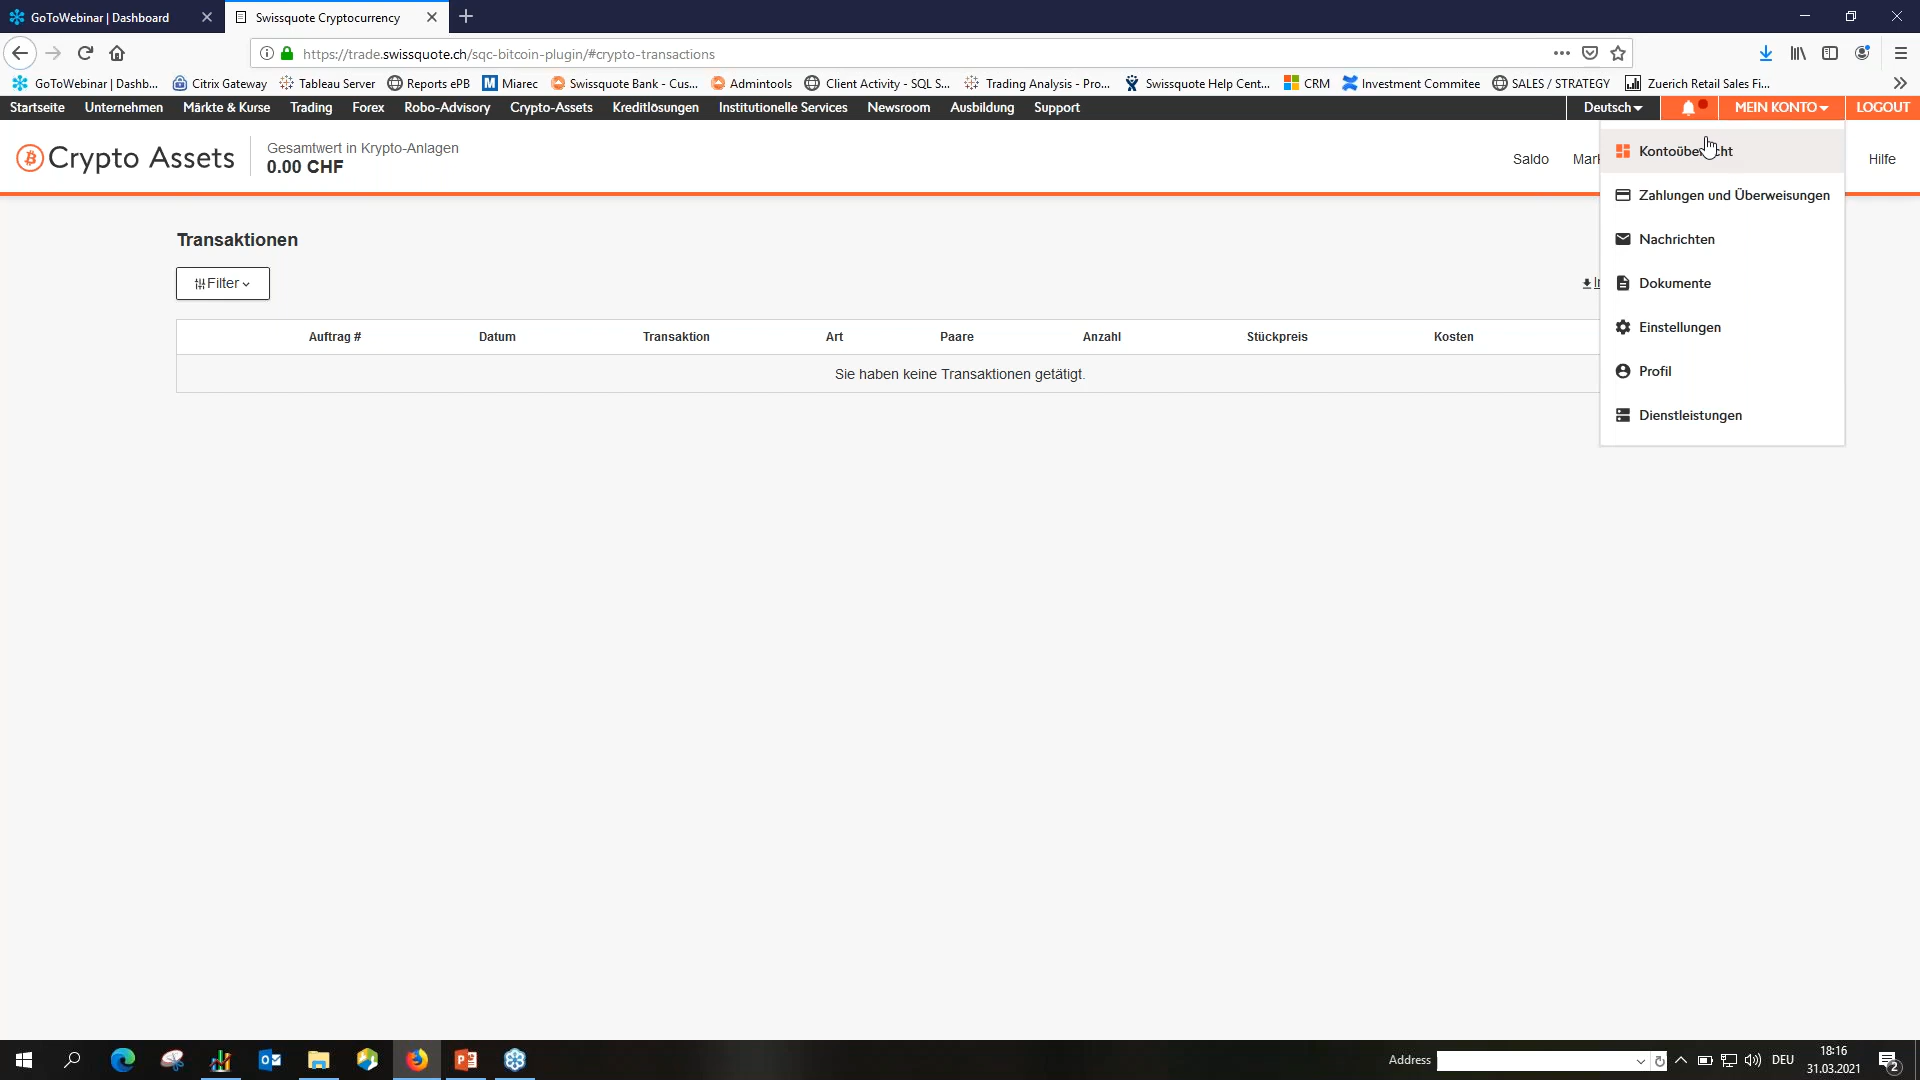 GoToWebinar | Dashboard
Swissquote Cryptocurrency
https://trade.swissquote.ch/sqc-bitcoin-plugin/#crypto-transactions
GoToWebinar | Dashb... Citrix Gateway Tableau Server Reports ePB Miarec Swissquote Bank - Cus... Admintools Client Activity - SQL S... Trading Analysis - Pro... Swissquote Help Cent... CRM Investment Commitee SALES / STRATEGY Zuerich Retail Sales Fi...
Startseite Unternehmen Märkte & Kurse Trading Forex Robo-Advisory Crypto-Assets Kreditlösungen Institutionelle Services Newsroom Ausbildung Support Deutsch MEIN KONTO LOGOUT
Crypto Assets
Gesamtwert in Krypto-Anlagen
0.00 CHF
Saldo
Hilfe
Zahlungen und Überweisungen
Nachrichten
Dokumente
Einstellungen
Profil
Dienstleistungen
Transaktionen
Filter
Auftrag # Datum Transaktion Art Paare Anzahl Stückpreis Kosten
Sie haben keine Transaktionen getätigt.
Address
DEU
18:16
31.03.2021
2